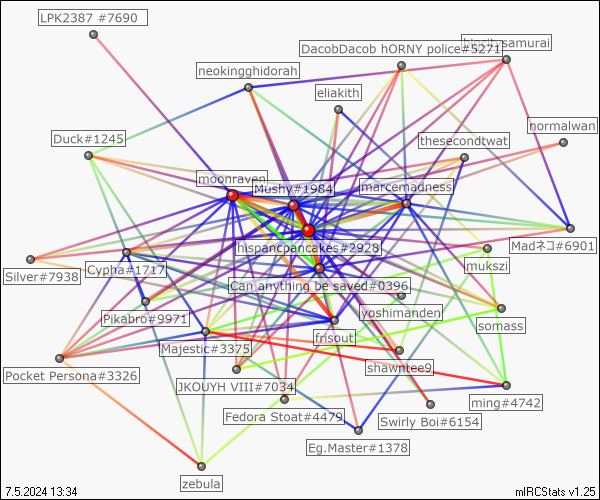 LPK2387 #7690
DacobDacob hORNY police#5271
neokingghidorah
eliakith
normalwan
Duck#1245
thesecondtwat
moonraven
Mushy#1984
marcemadness
hispancpancakes#2928
Madネコ#6901
mukszi
Silver#7938
Cypha#1717
Can anything be saved#0396
Pikabro#9971
yoshimanden
somass
frisout
Majestic#3375
shawntee9
Pocket Persona#3326
JKOUYH VIII#7034
ming#4742
Fedora Stoat#4479
Swirly Boi#6154
Eg.Master#1378
zebula
7.5.2024 13:34
mIRCStats v1.25